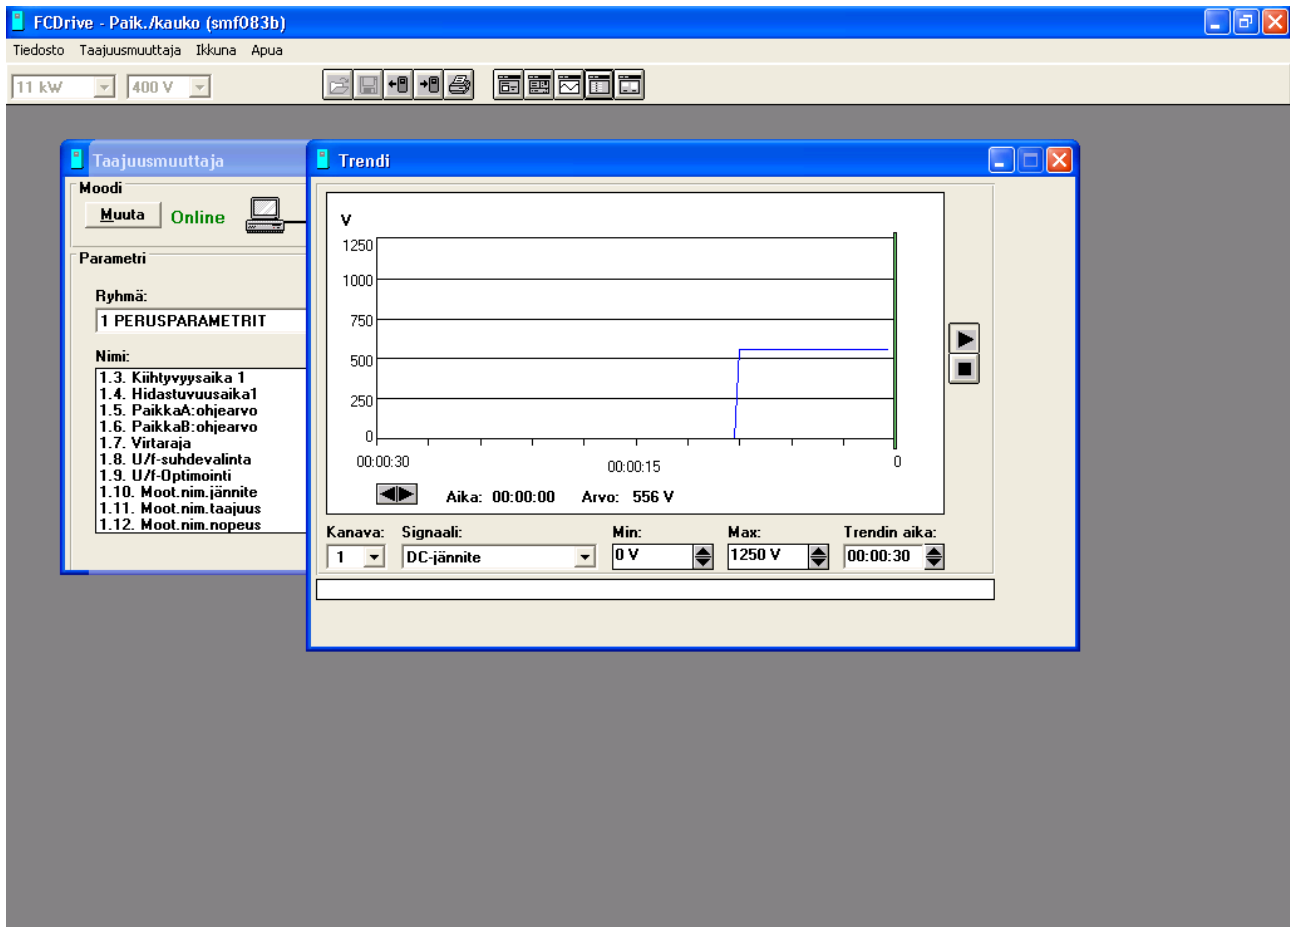 FCDrive - Paik./kauko (smf083b)
Tiedosto Taajuusmuuttaja Ikkuna Apua
11 kW 400 V
Taajuusmuuttaja
Moodi
Muuta Online
Parametri
Ryhmä:
1 PERUSPARAMETRIT
Nimi:
1.3. Kiihtyvyysaika 1
1.4. Hidastuvuusaika1
1.5. PaikkaA:ohjearvo
1.6. PaikkaB:ohjearvo
1.7. Virtaraja
1.8. U/f-suhdevalinta
1.9. U/f-Optimointi
1.10. Moot.nim.jännite
1.11. Moot.nim.taajuus
1.12. Moot.nim.nopeus
Trendi
V
1250
1000
750
500
250
0
00:00:30 00:00:15 0
Aika: 00:00:00 Arvo: 556 V
Kanava: Signaali: Min: Max: Trendin aika:
1 DC-jännite 0 V 1250 V 00:00:30